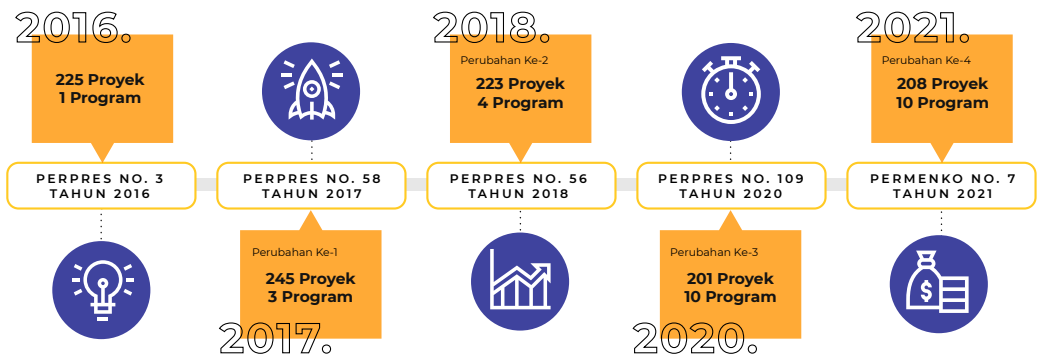 2016.
225 Proyek
1 Program
PERPRES NO. 3
TAHUN 2016
PERPRES NO. 58
TAHUN 2017
Perubahan Ke-1
245 Proyek
3 Program
2017.
2018.
Perubahan Ke-2
223 Proyek
4 Program
PERPRES NO. 56
TAHUN 2018
PERPRES NO. 109
TAHUN 2020
Perubahan Ke-3
201 Proyek
10 Program
2020.
2021.
Perubahan Ke-4
208 Proyek
10 Program
PERMENKO NO. 7
TAHUN 2021
$